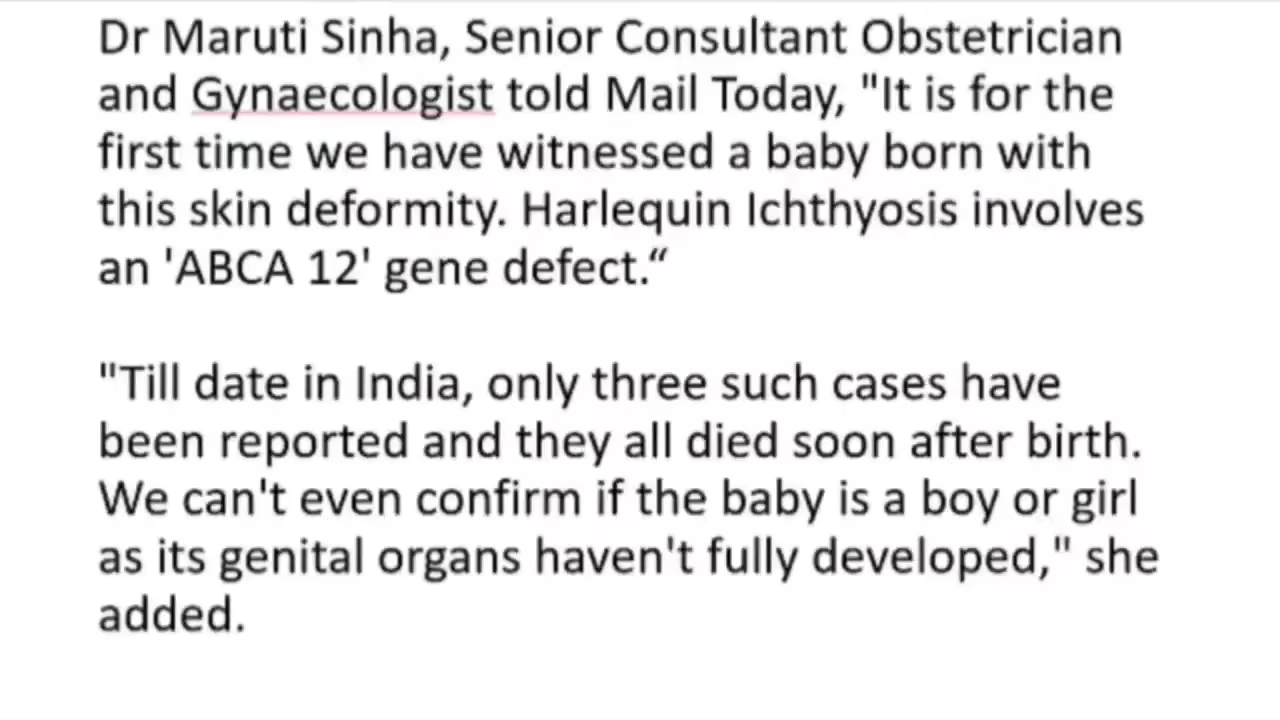 Dr Maruti Sinha, Senior Consultant Obstetrician
and Gynaecologist told Mail Today, "It is for the
first time we have witnessed a baby born with
this skin deformity. Harlequin Ichthyosis involves
an 'ABCA 12' gene defect.“
"Till date in India, only three such cases have
been reported and they all died soon after birth.
We can't even confirm if the baby is a boy or girl
as its genital organs haven't fully developed," she
added.